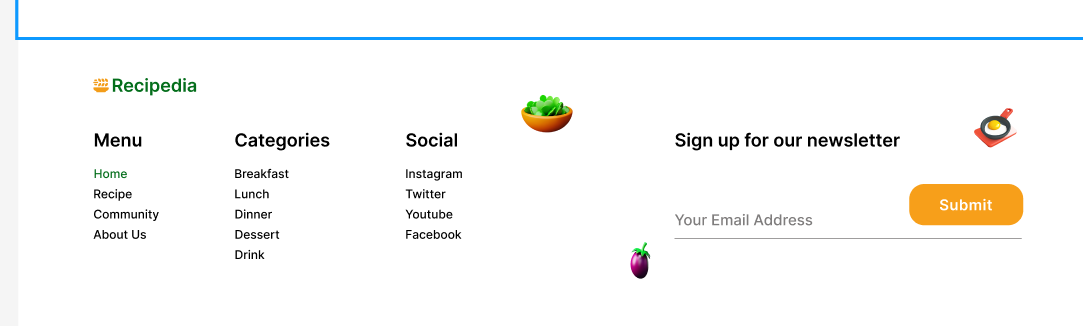 Recipedia
Menu
Home
Recipe
Community
About Us
Categories
Breakfast
Lunch
Dinner
Dessert
Drink
Social
Instagram
Twitter
Youtube
Facebook
Sign up for our newsletter
Your Email Address
Submit